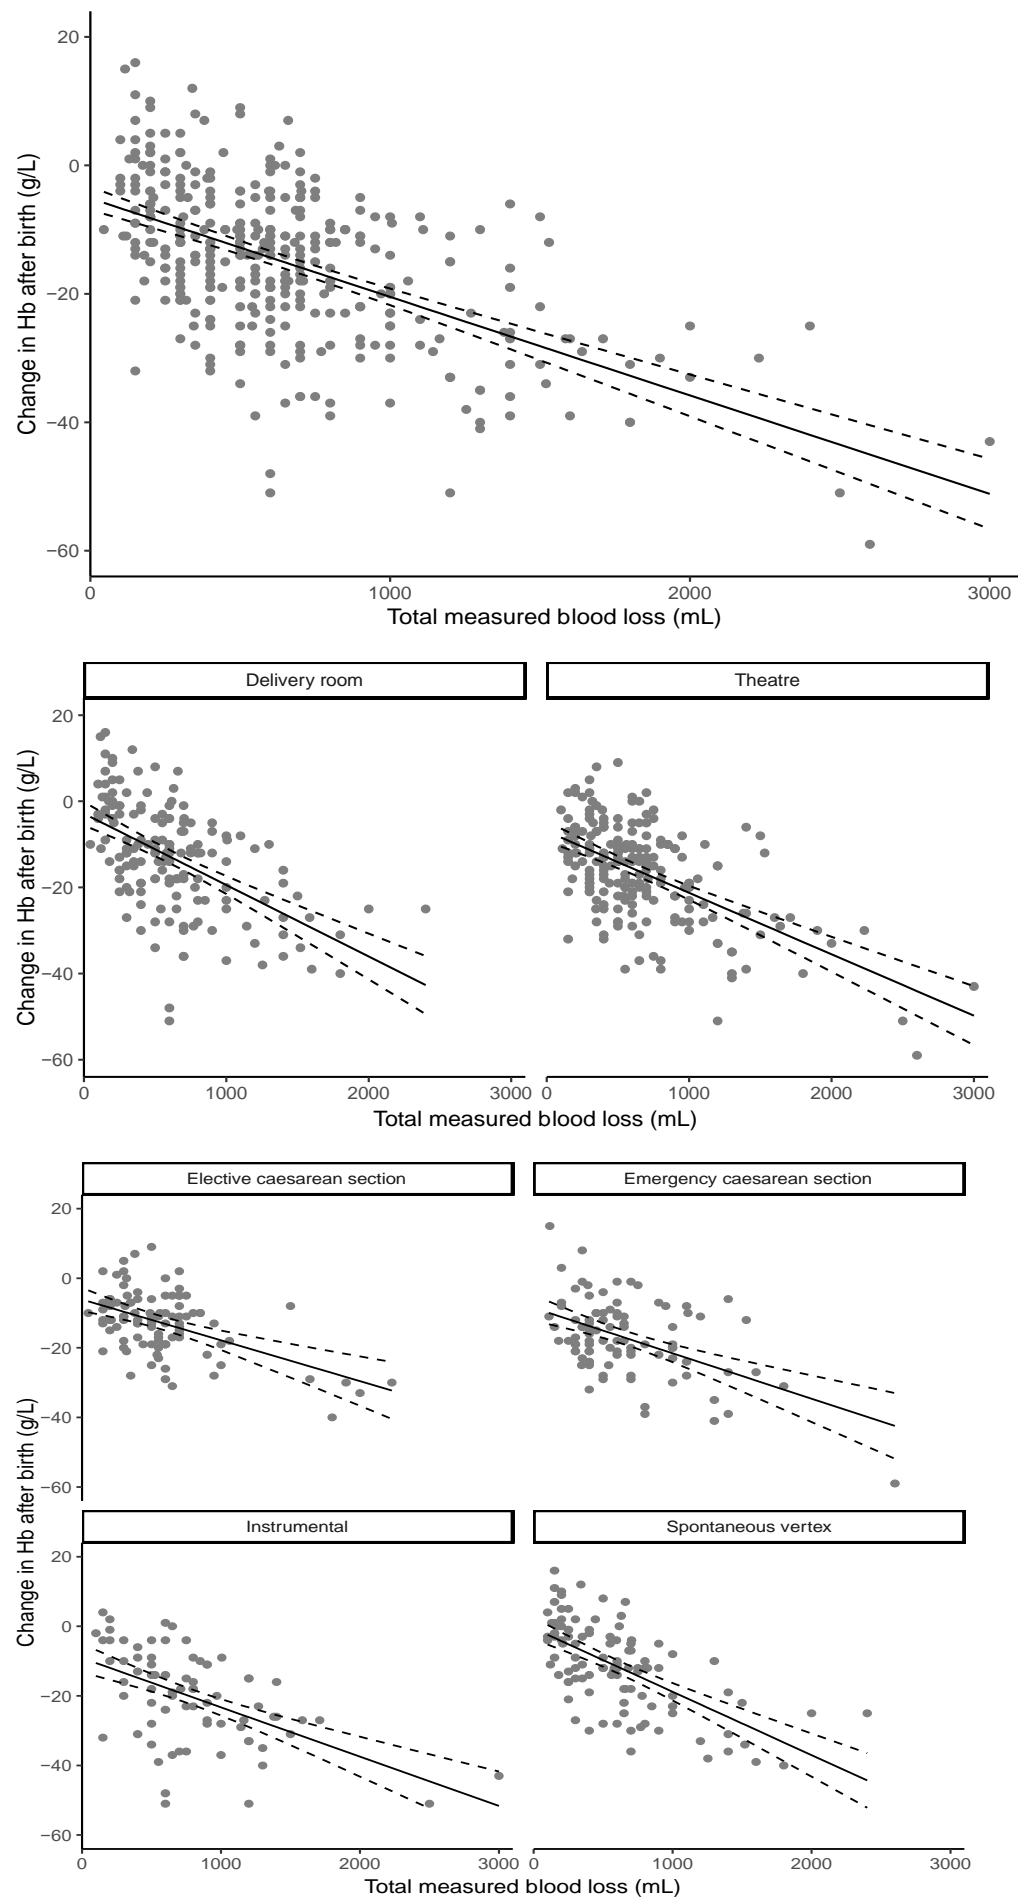 20
0
−20
−40
−60
Change in Hb after birth (g/L)
0 1000 2000 3000
Total measured blood loss (mL)
Delivery room Theatre
20
0
−20
−40
−60
Change in Hb after birth (g/L)
0 1000 2000 3000 0 1000 2000 3000
Total measured blood loss (mL)
Elective caesarean section Emergency caesarean section
20
0
−20
−40
−60
Change in Hb after birth (g/L)
Instrumental Spontaneous vertex
20
0
−20
−40
−60
0 1000 2000 3000 0 1000 2000 3000
Total measured blood loss (mL)